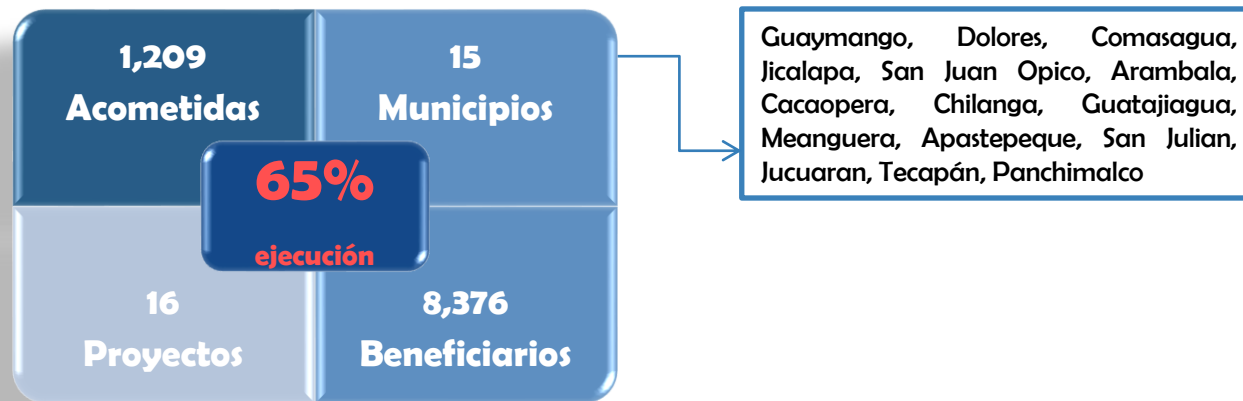 1,209
Acometidas
15
Municipios
65%
ejecución
16
Proyectos
8,376
Beneficiarios
Guaymango, Dolores, Comasagua,
Jicalapa, San Juan Opico, Arambala,
Cacaopera, Chilanga, Guatajiagua,
Meanguera, Apastepeque, San Julian,
Jucuaran, Tecapán, Panchimalco